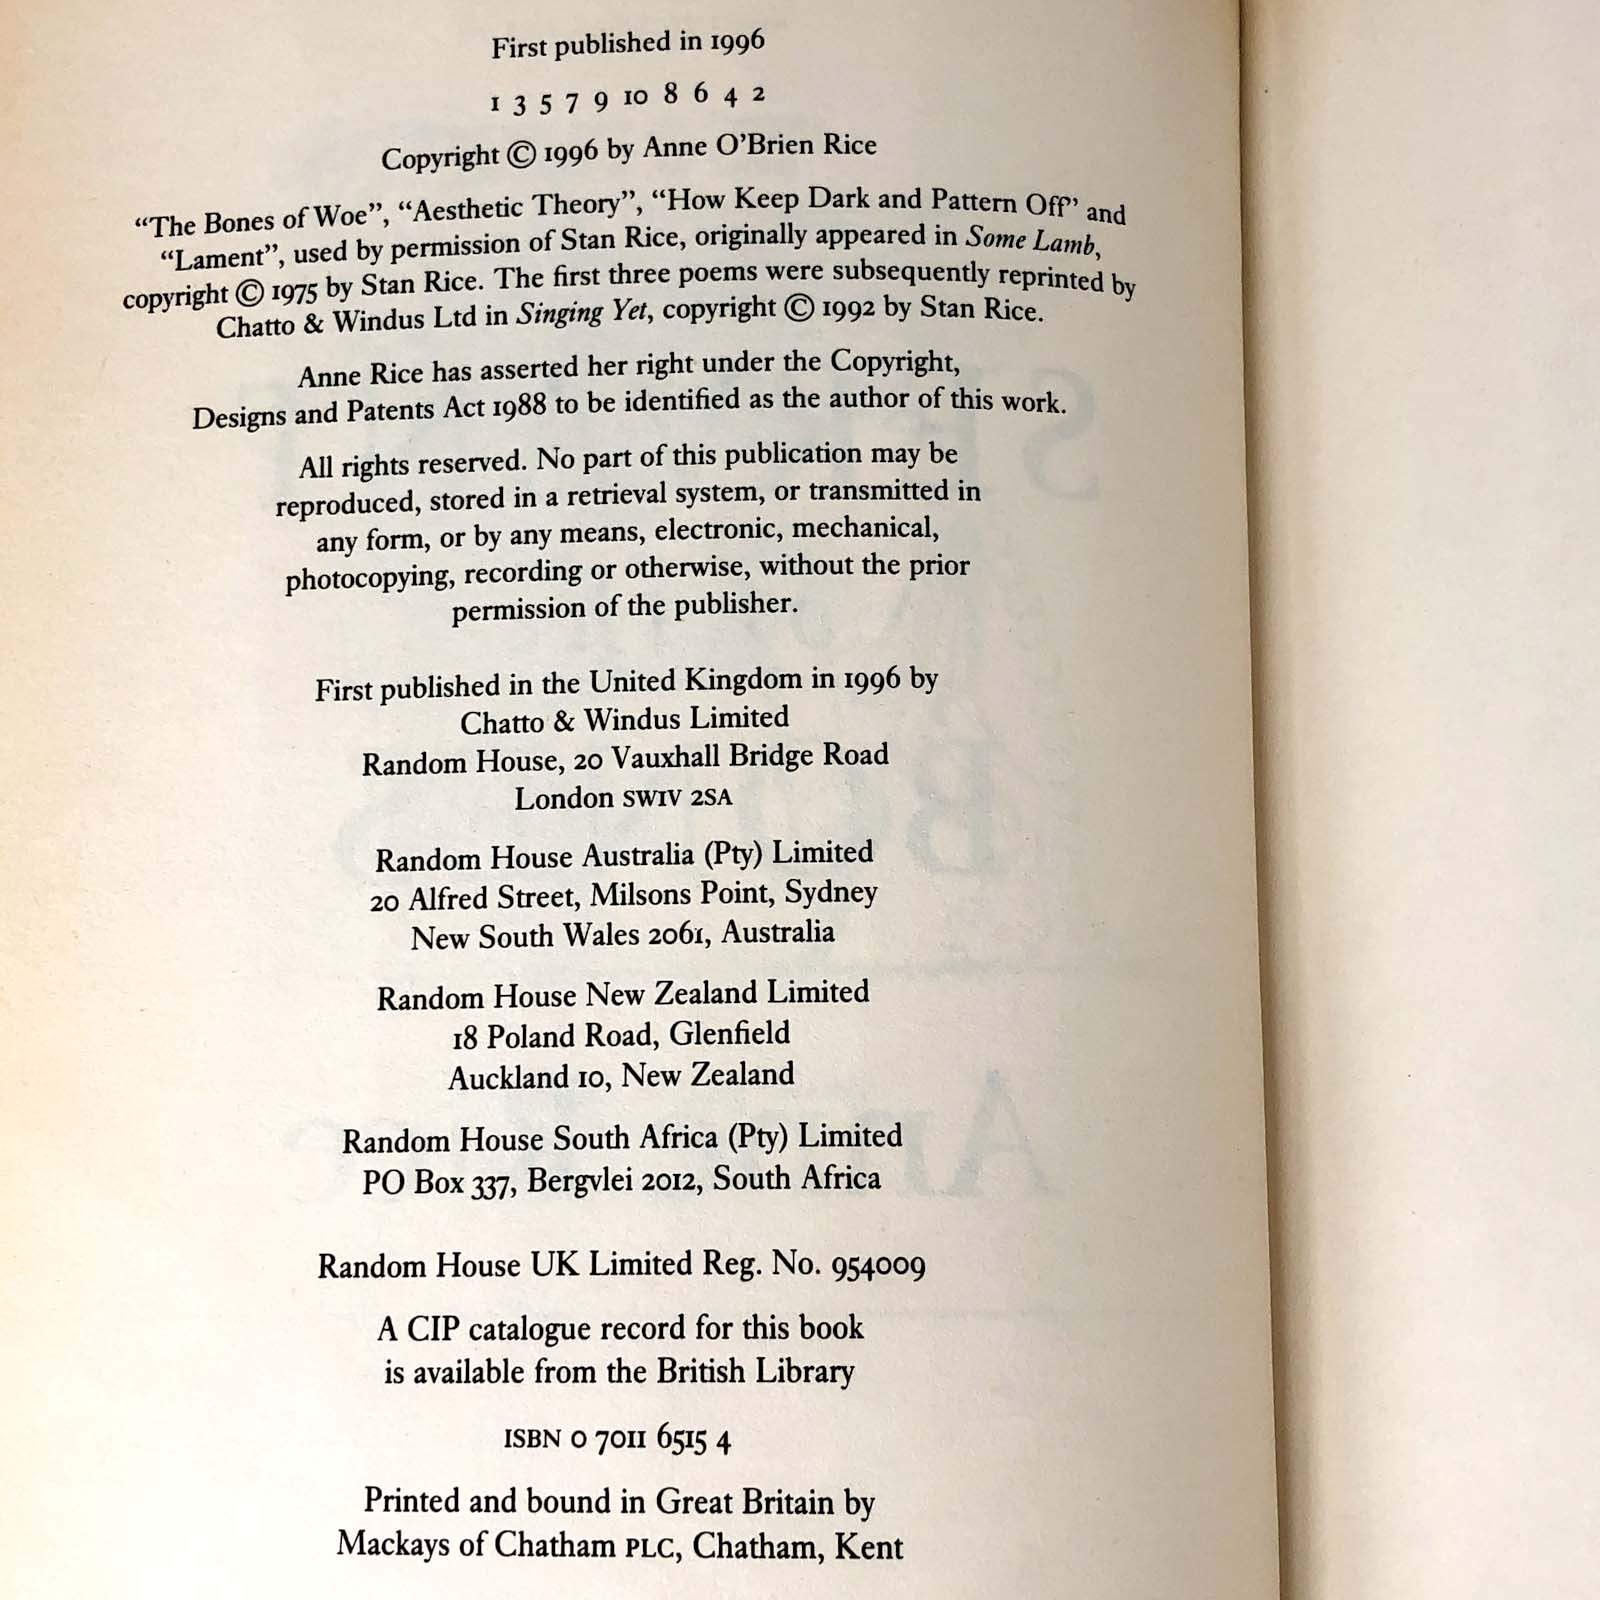 First published in 1996
1 3 5 7 9 10 8 6 4 2
Copyright © 1996 by Anne O’Brien Rice
“The Bones of Woe”, “Aesthetic Theory”, “How Keep Dark and Pattern Off” and
“Lament”, used by permission of Stan Rice, originally appeared in Some Lamb,
copyright © 1975 by Stan Rice. The first three poems were subsequently reprinted by
Chatto & Windus Ltd in Singing Yet, copyright © 1992 by Stan Rice.
Anne Rice has asserted her right under the Copyright,
Designs and Patents Act 1988 to be identified as the author of this work.
All rights reserved. No part of this publication may be
reproduced, stored in a retrieval system, or transmitted in
any form, or by any means, electronic, mechanical,
photocopying, recording or otherwise, without the prior
permission of the publisher.
First published in the United Kingdom in 1996 by
Chatto & Windus Limited
Random House, 20 Vauxhall Bridge Road
London SW1V 2SA
Random House Australia (Pty) Limited
20 Alfred Street, Milsons Point, Sydney
New South Wales 2061, Australia
Random House New Zealand Limited
18 Poland Road, Glenfield
Auckland 10, New Zealand
Random House South Africa (Pty) Limited
PO Box 337, Bergvlei 2012, South Africa
Random House UK Limited Reg. No. 954009
A CIP catalogue record for this book
is available from the British Library
ISBN 0 7011 6515 4
Printed and bound in Great Britain by
Mackays of Chatham PLC, Chatham, Kent